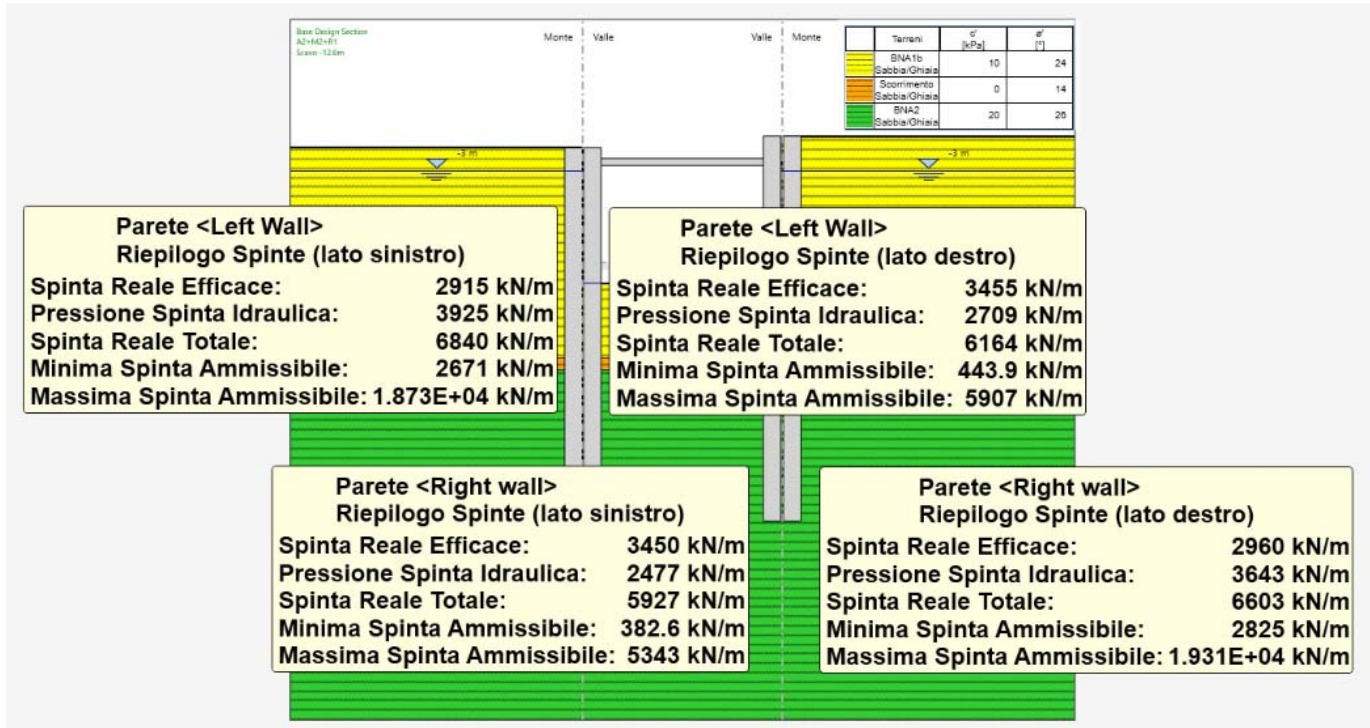 Base Design Section
A2+M2+R1
Scavo -12.6m
Monte Valle
Valle Monte
Terreni c' [kPa] ø' [°]
BNA1b Sabbia/Ghiaia 10 24
Scorrimento Sabbia/Ghiaia 0 14
BNA2 Sabbia/Ghiaia 20 26
-3 m
-3 m
Parete <Left Wall>
Riepilogo Spinte (lato sinistro)
Spinta Reale Efficace: 2915 kN/m
Pressione Spinta Idraulica: 3925 kN/m
Spinta Reale Totale: 6840 kN/m
Minima Spinta Ammissibile: 2671 kN/m
Massima Spinta Ammissibile: 1.873E+04 kN/m
Parete <Left Wall>
Riepilogo Spinte (lato destro)
Spinta Reale Efficace: 3455 kN/m
Pressione Spinta Idraulica: 2709 kN/m
Spinta Reale Totale: 6164 kN/m
Minima Spinta Ammissibile: 443.9 kN/m
Massima Spinta Ammissibile: 5907 kN/m
Parete <Right wall>
Riepilogo Spinte (lato sinistro)
Spinta Reale Efficace: 3450 kN/m
Pressione Spinta Idraulica: 2477 kN/m
Spinta Reale Totale: 5927 kN/m
Minima Spinta Ammissibile: 382.6 kN/m
Massima Spinta Ammissibile: 5343 kN/m
Parete <Right wall>
Riepilogo Spinte (lato destro)
Spinta Reale Efficace: 2960 kN/m
Pressione Spinta Idraulica: 3643 kN/m
Spinta Reale Totale: 6603 kN/m
Minima Spinta Ammissibile: 2825 kN/m
Massima Spinta Ammissibile: 1.931E+04 kN/m